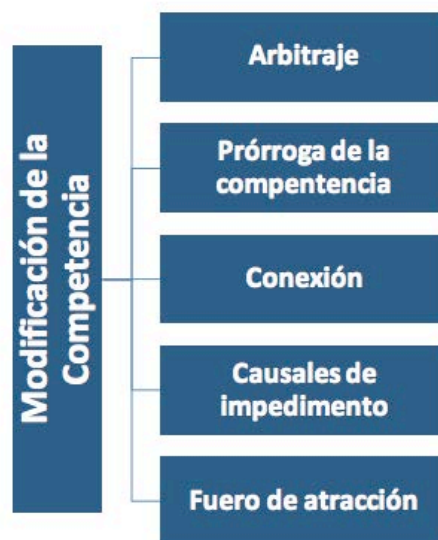 Modificación de la
Competencia
Arbitraje
Prórroga de la
compentencia
Conexión
Causales de
impedimento
Fuero de atracción